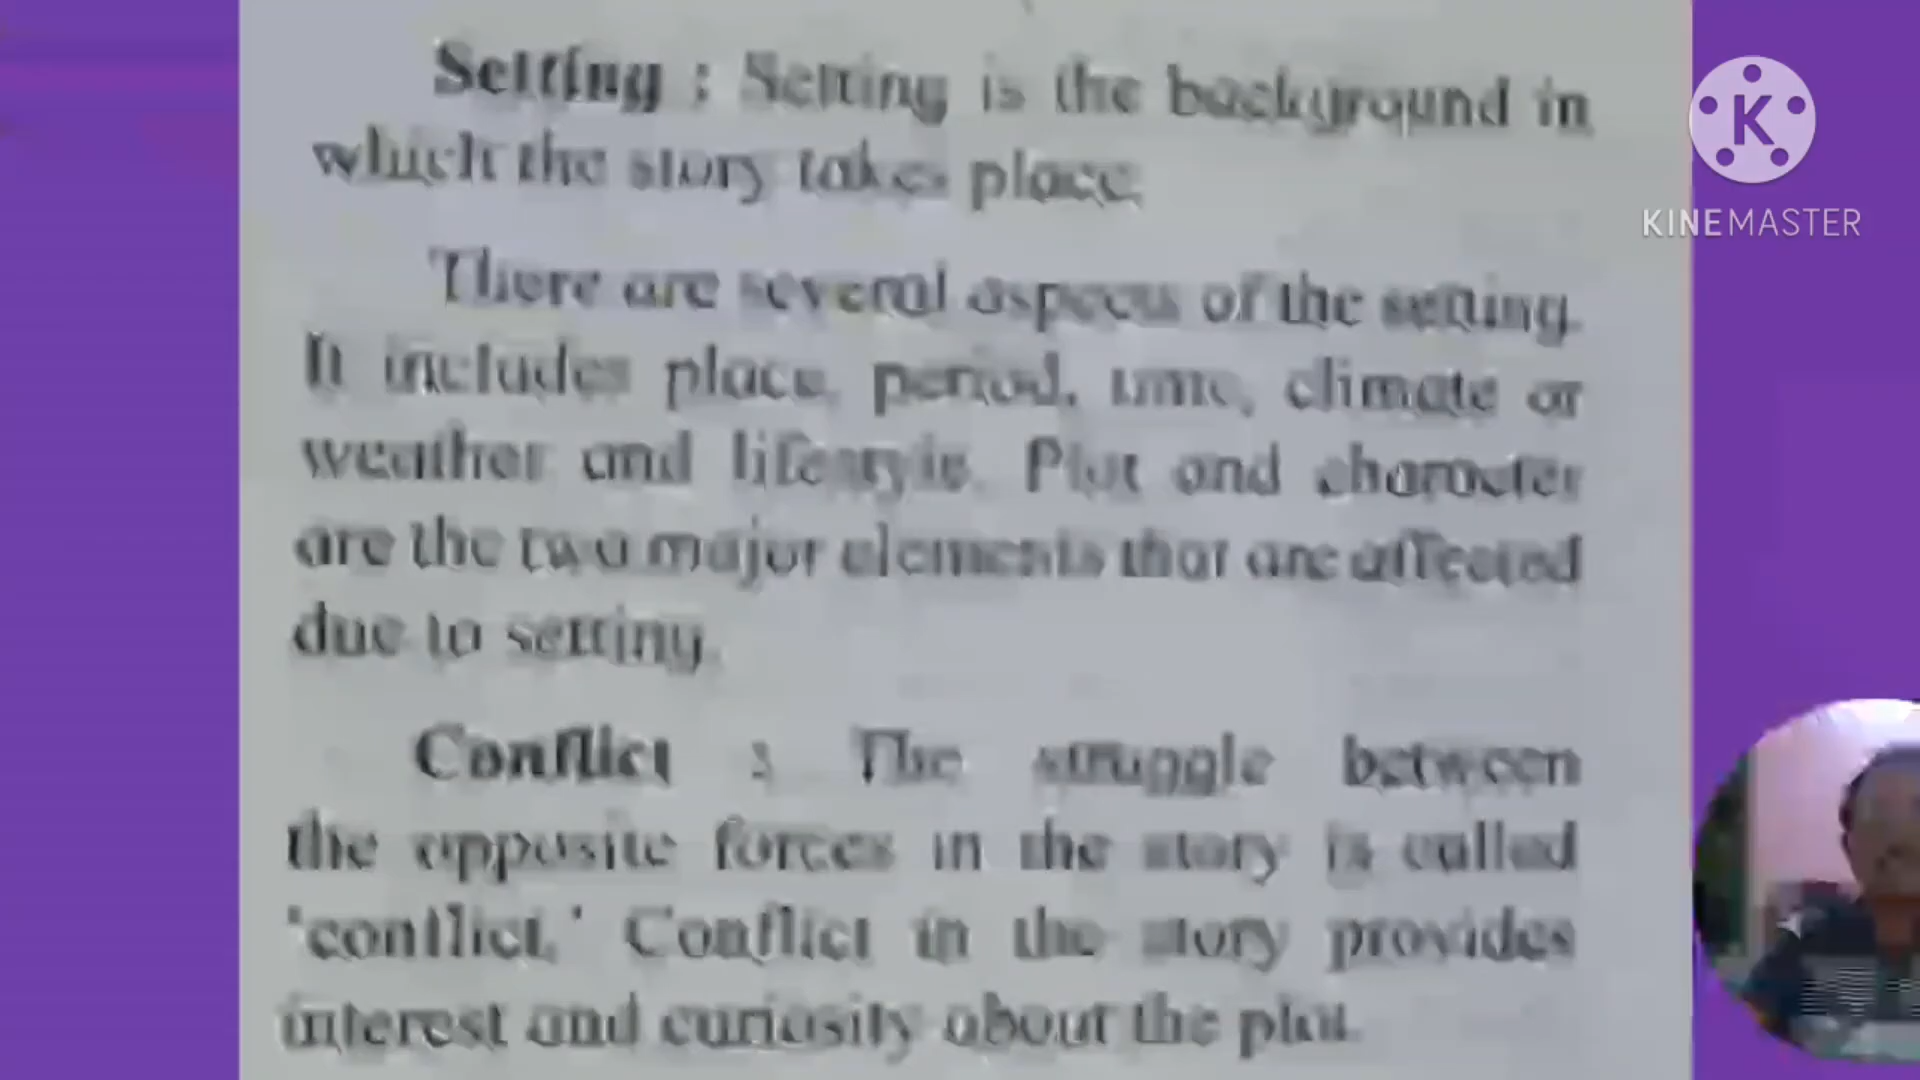 Setting : Setting is the background in
which the story takes place.
There are several aspects of the setting.
It includes place, period, time, climate or
weather and lifestyle. Plot and character
are the two major elements that are affected
due to setting.
Conflict : The struggle between
the opposite forces in the story is called
'conflict.' Conflict in the story provides
interest and curiosity about the plot.
K
KINEMASTER